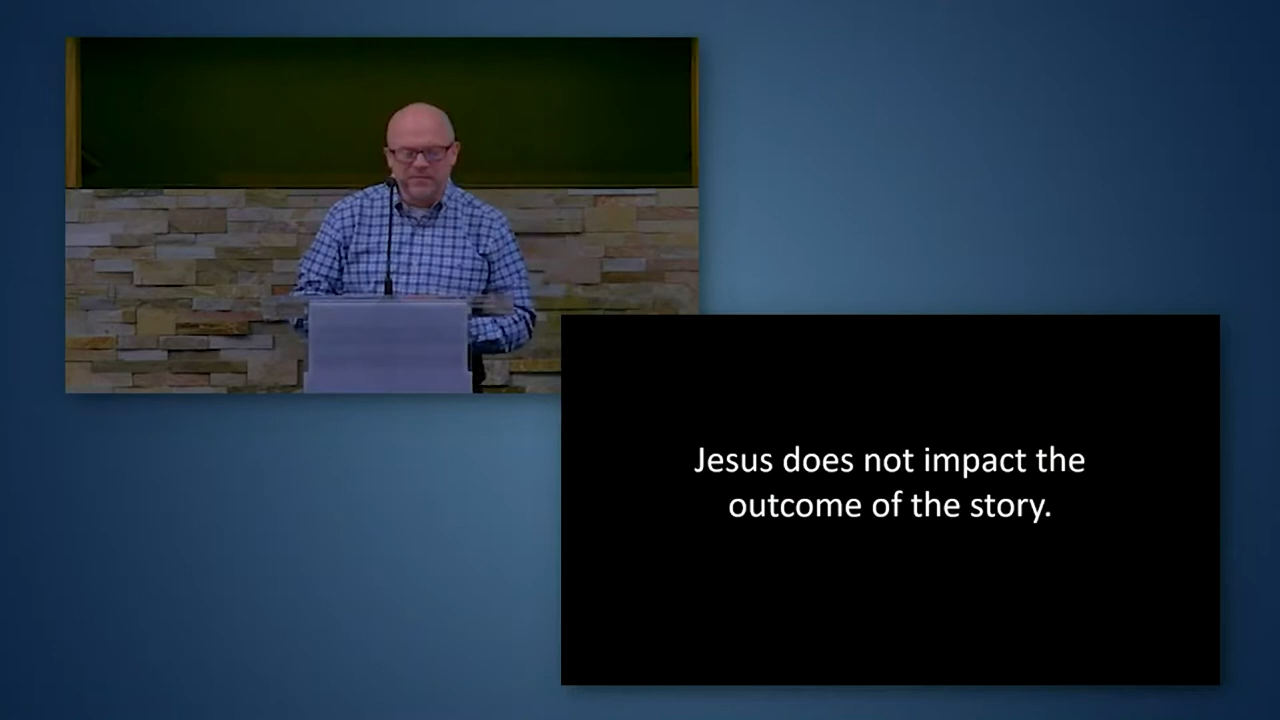 Jesus does not impact the
outcome of the story.